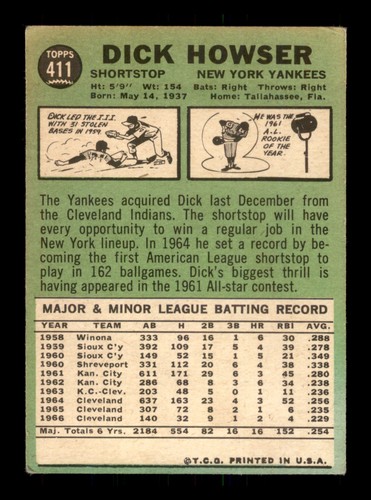 TOPPS
411
DICK HOWSER
SHORTSTOP NEW YORK YANKEES
Ht: 5'9" Wt: 154 Bats: Right Throws: Right
Born: May 14, 1937 Home: Tallahassee, Fla.
DICK LED THE I.I.I.
WITH 31 STOLEN
BASES IN 1959.
HE WAS THE
1961
A.L.
ROOKIE
OF THE
YEAR.
The Yankees acquired Dick last December from
the Cleveland Indians. The shortstop will have
every opportunity to win a regular job in
the New York lineup. In 1964 he set a record by be-
coming the first American League shortstop to
play in 162 ballgames. Dick's biggest thrill is
having appeared in the 1961 All-star contest.
MAJOR & MINOR LEAGUE BATTING RECORD
YEAR TEAM AB H 2B 3B HR RBI AVG.
1958 Winona 333 96 16 1 6 30 .288
1959 Sioux C'y 392 109 17 5 4 39 .278
1960 Sioux C'y 149 52 15 1 5 21 .349
1960 Shreveport 331 112 20 6 4 38 .338
1961 Kan. City 611 171 29 6 3 45 .280
1962 Kan. City 286 68 8 3 6 34 .238
1963 K.C.-Clev. 203 48 5 0 1 11 .236
1964 Cleveland 637 163 23 4 3 52 .256
1965 Cleveland 307 72 8 2 1 6 .235
1966 Cleveland 140 32 9 1 2 4 .229
Maj. Totals 6 Yrs. 2184 554 82 16 16 152 .254
©T.C.G. PRINTED IN U.S.A.